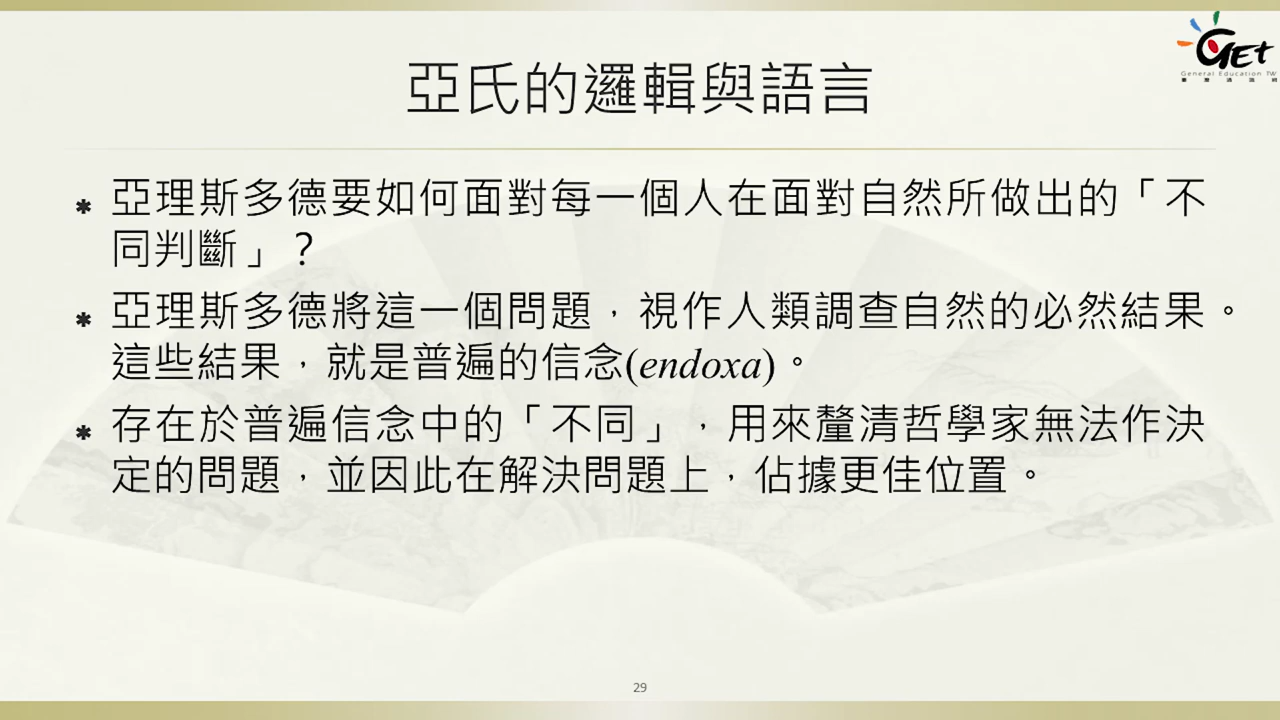 GET
General Education TW
亞氏的邏輯與語言
亞理斯多德要如何面對每一個人在面對自然所做出的「不
同判斷」？
亞理斯多德將這一個問題，視作人類調查自然的必然結果。
這些結果，就是普遍的信念(endoxa)。
存在於普遍信念中的「不同」，用來釐清哲學家無法作決
定的問題，並因此在解決問題上，佔據更佳位置。
29